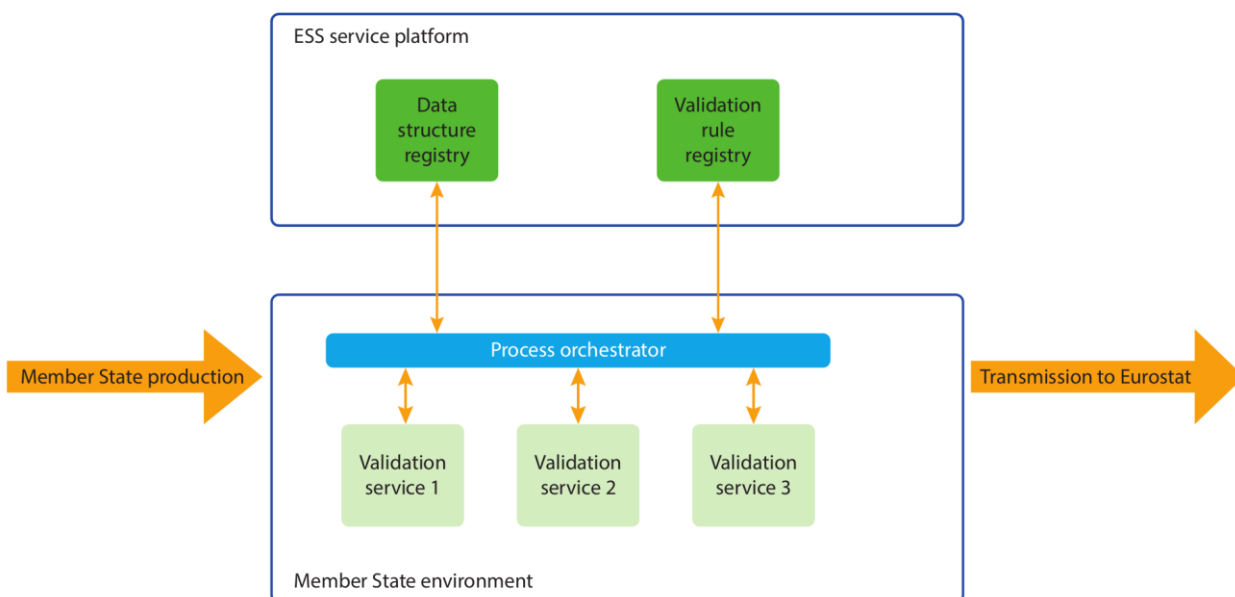 ESS service platform
Data
structure
registry
Validation
rule
registry
Process orchestrator
Member State production
Transmission to Eurostat
Validation
service 1
Validation
service 2
Validation
service 3
Member State environment